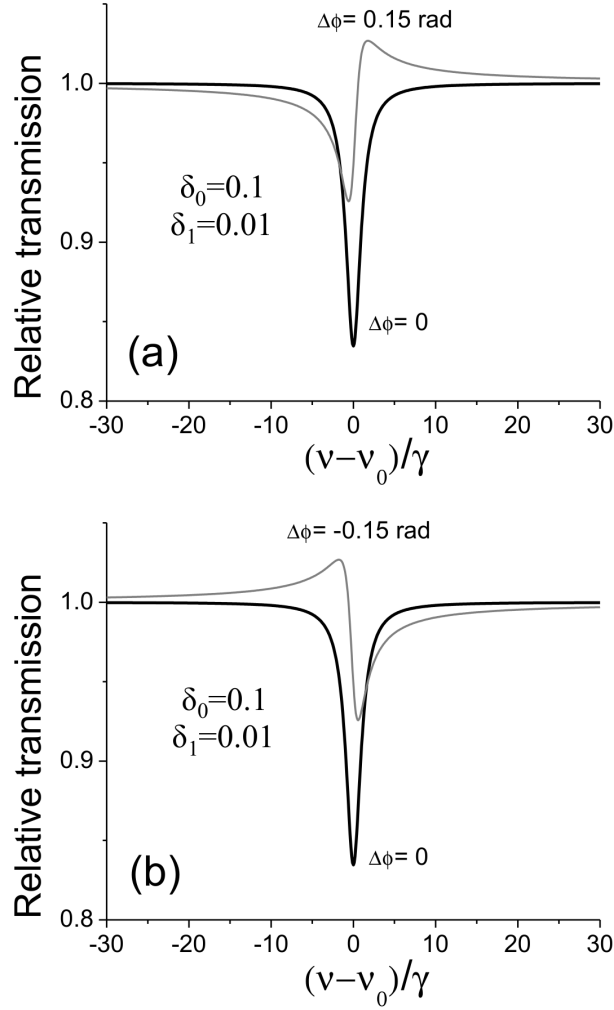 Δϕ= 0.15 rad
Relative transmission
1.0
0.9
0.8
δ₀=0.1
δ₁=0.01
Δϕ= 0
(a)
-30 -20 -10 0 10 20 30
(ν−ν₀)/γ
Δϕ= -0.15 rad
Relative transmission
1.0
0.9
0.8
δ₀=0.1
δ₁=0.01
Δϕ= 0
(b)
-30 -20 -10 0 10 20 30
(ν−ν₀)/γ